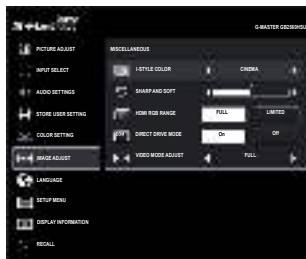 G-MASTER GB2560HSU
PICTURE ADJUST
MISCELLANEOUS
INPUT SELECT
I-STYLE COLOR
CINEMA
AUDIO SETTINGS
SHARP AND SOFT
STORE USER SETTING
HDMI RGB RANGE
FULL
LIMITED
COLOR SETTING
DIRECT DRIVE MODE
On
Off
IMAGE ADJUST
VIDEO MODE ADJUST
FULL
LANGUAGE
SETUP MENU
DISPLAY INFORMATION
RECALL